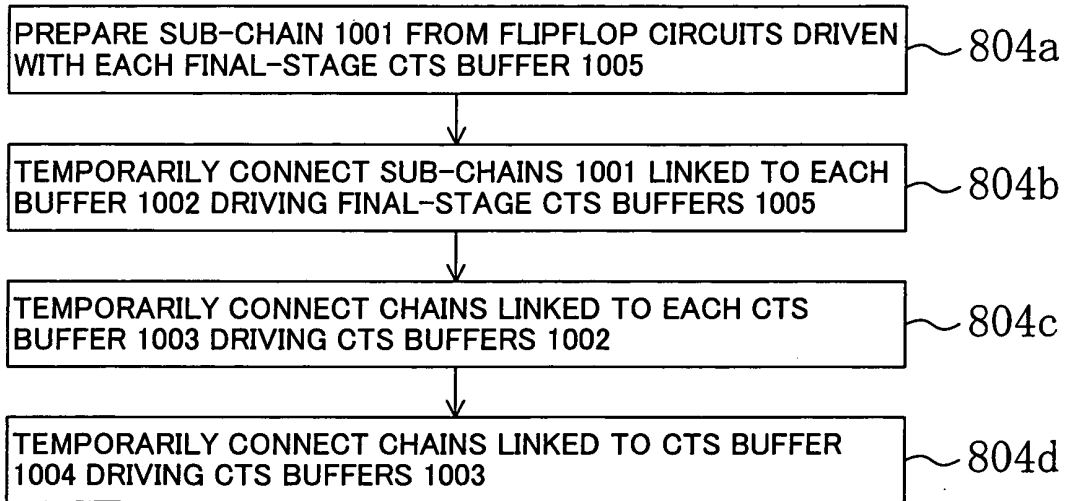 PREPARE SUB-CHAIN 1001 FROM FLIPFLOP CIRCUITS DRIVEN
WITH EACH FINAL-STAGE CTS BUFFER 1005
804a
TEMPORARILY CONNECT SUB-CHAINS 1001 LINKED TO EACH
BUFFER 1002 DRIVING FINAL-STAGE CTS BUFFERS 1005
804b
TEMPORARILY CONNECT CHAINS LINKED TO EACH CTS
BUFFER 1003 DRIVING CTS BUFFERS 1002
804c
TEMPORARILY CONNECT CHAINS LINKED TO CTS BUFFER
1004 DRIVING CTS BUFFERS 1003
804d